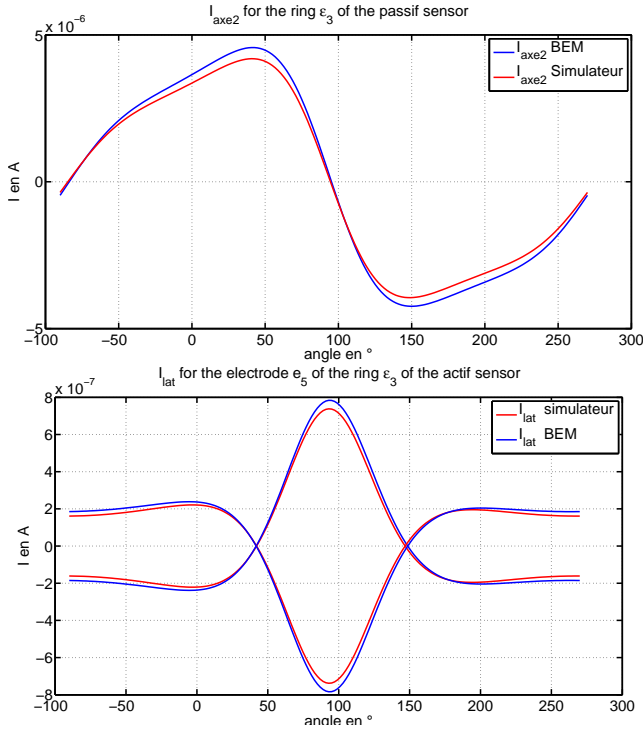 I_axe2 for the ring ε_3 of the passif sensor
5 x 10^−6
I_axe2 BEM
I_axe2 Simulateur
I en A
0
−5
−100 −50 0 50 100 150 200 250 300
angle en °
I_lat for the electrode e_5 of the ring ε_3 of the actif sensor
8 x 10^−7
I_lat simulateur
I_lat BEM
6
4
2
I en A
0
−2
−4
−6
−8
−100 −50 0 50 100 150 200 250 300
angle en °